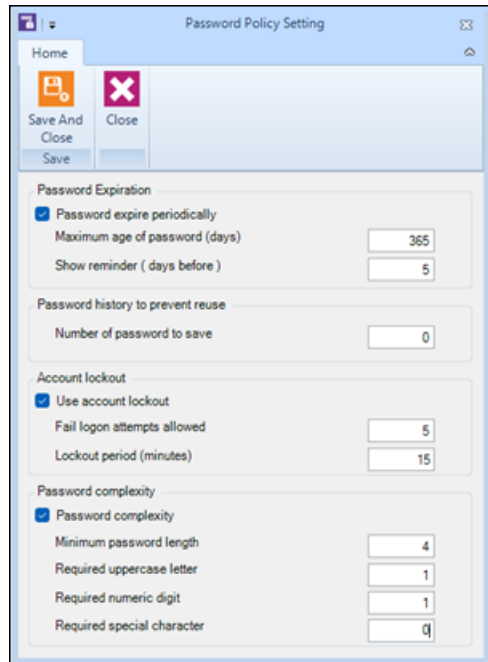 Password Policy Setting
Home
Save And Close
Close
Save
Password Expiration
Password expire periodically
Maximum age of password (days) 365
Show reminder ( days before ) 5
Password history to prevent reuse
Number of password to save 0
Account lockout
Use account lockout
Fail logon attempts allowed 5
Lockout period (minutes) 15
Password complexity
Password complexity
Minimum password length 4
Required uppercase letter 1
Required numeric digit 1
Required special character 0